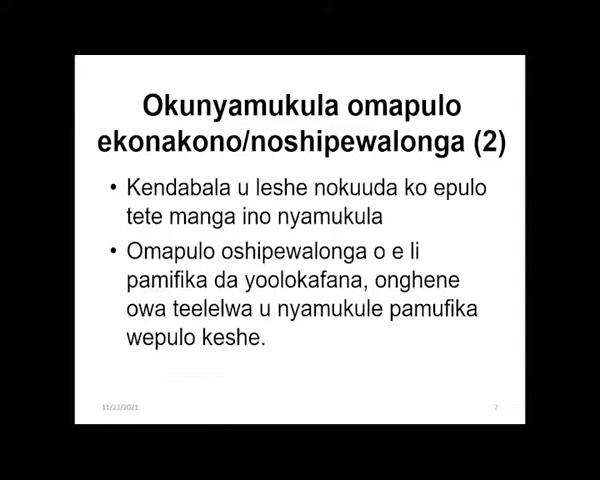 Okunyamukula omapulo
ekonakono/noshipewalonga (2)
• Kendabala u leshe nokuuda ko epulo
tete manga ino nyamukula
• Omapulo oshipewalonga o e li
pamifika da yoolokafana, onghene
owa teelelwa u nyamukule pamufika
wepulo keshe.
11/23/2021
2